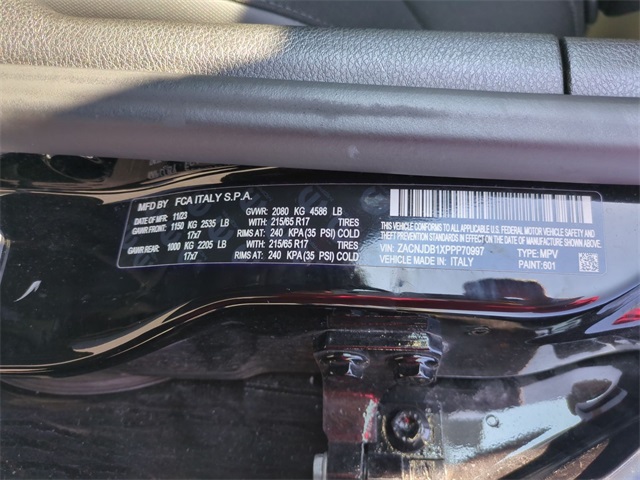 MFD BY FCA ITALY S.P.A.
DATE OF MFR: 11/23 GVWR: 2080 KG 4586 LB
GAWR FRONT: 1150 KG 2535 LB WITH: 215/65 R17 TIRES
17x7 RIMS AT: 240 KPA (35 PSI) COLD
GAWR REAR: 1000 KG 2205 LB WITH: 215/65 R17 TIRES
17x7 RIMS AT: 240 KPA (35 PSI) COLD
THIS VEHICLE CONFORMS TO ALL APPLICABLE U.S. FEDERAL MOTOR VEHICLE SAFETY
AND THEFT PREVENTION STANDARDS IN EFFECT ON THE DATE OF MANUFACTURE SHOWN ABOVE.
VIN: ZACNJDB1XPPP70997 TYPE: MPV
VEHICLE MADE IN: ITALY PAINT: 601